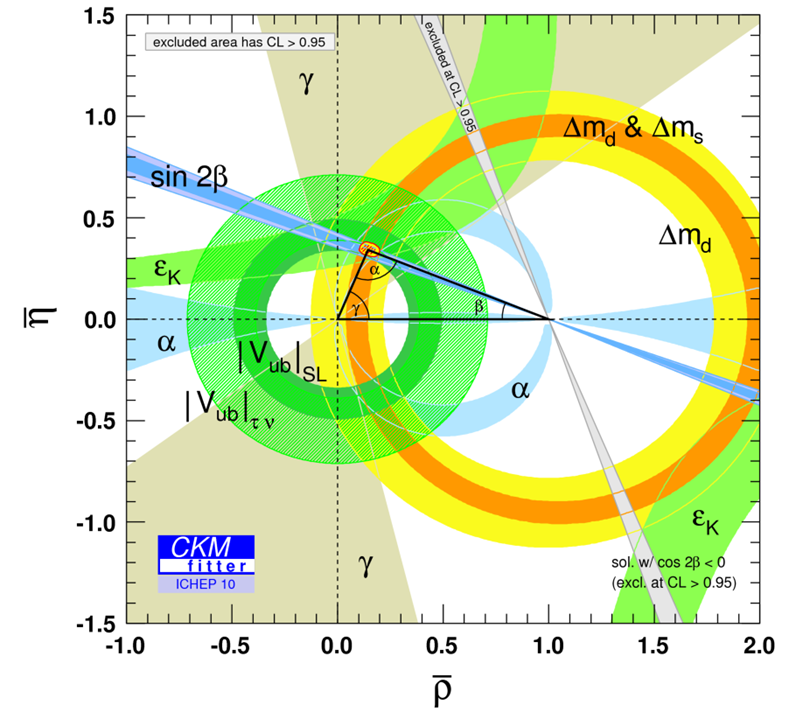 1.5
excluded area has CL > 0.95
γ
excluded at CL > 0.95
1.0
Δm_d & Δm_s
sin 2β
0.5
Δm_d
ε_K
α
γ
β
η̅
0.0
α
|V_ub|_SL
α
|V_ub|_τ ν
-0.5
-1.0
ε_K
CKM
fitter
ICHEP 10
γ
sol. w/ cos 2β < 0
(excl. at CL > 0.95)
-1.5
-1.0 -0.5 0.0 0.5 1.0 1.5 2.0
ρ̅